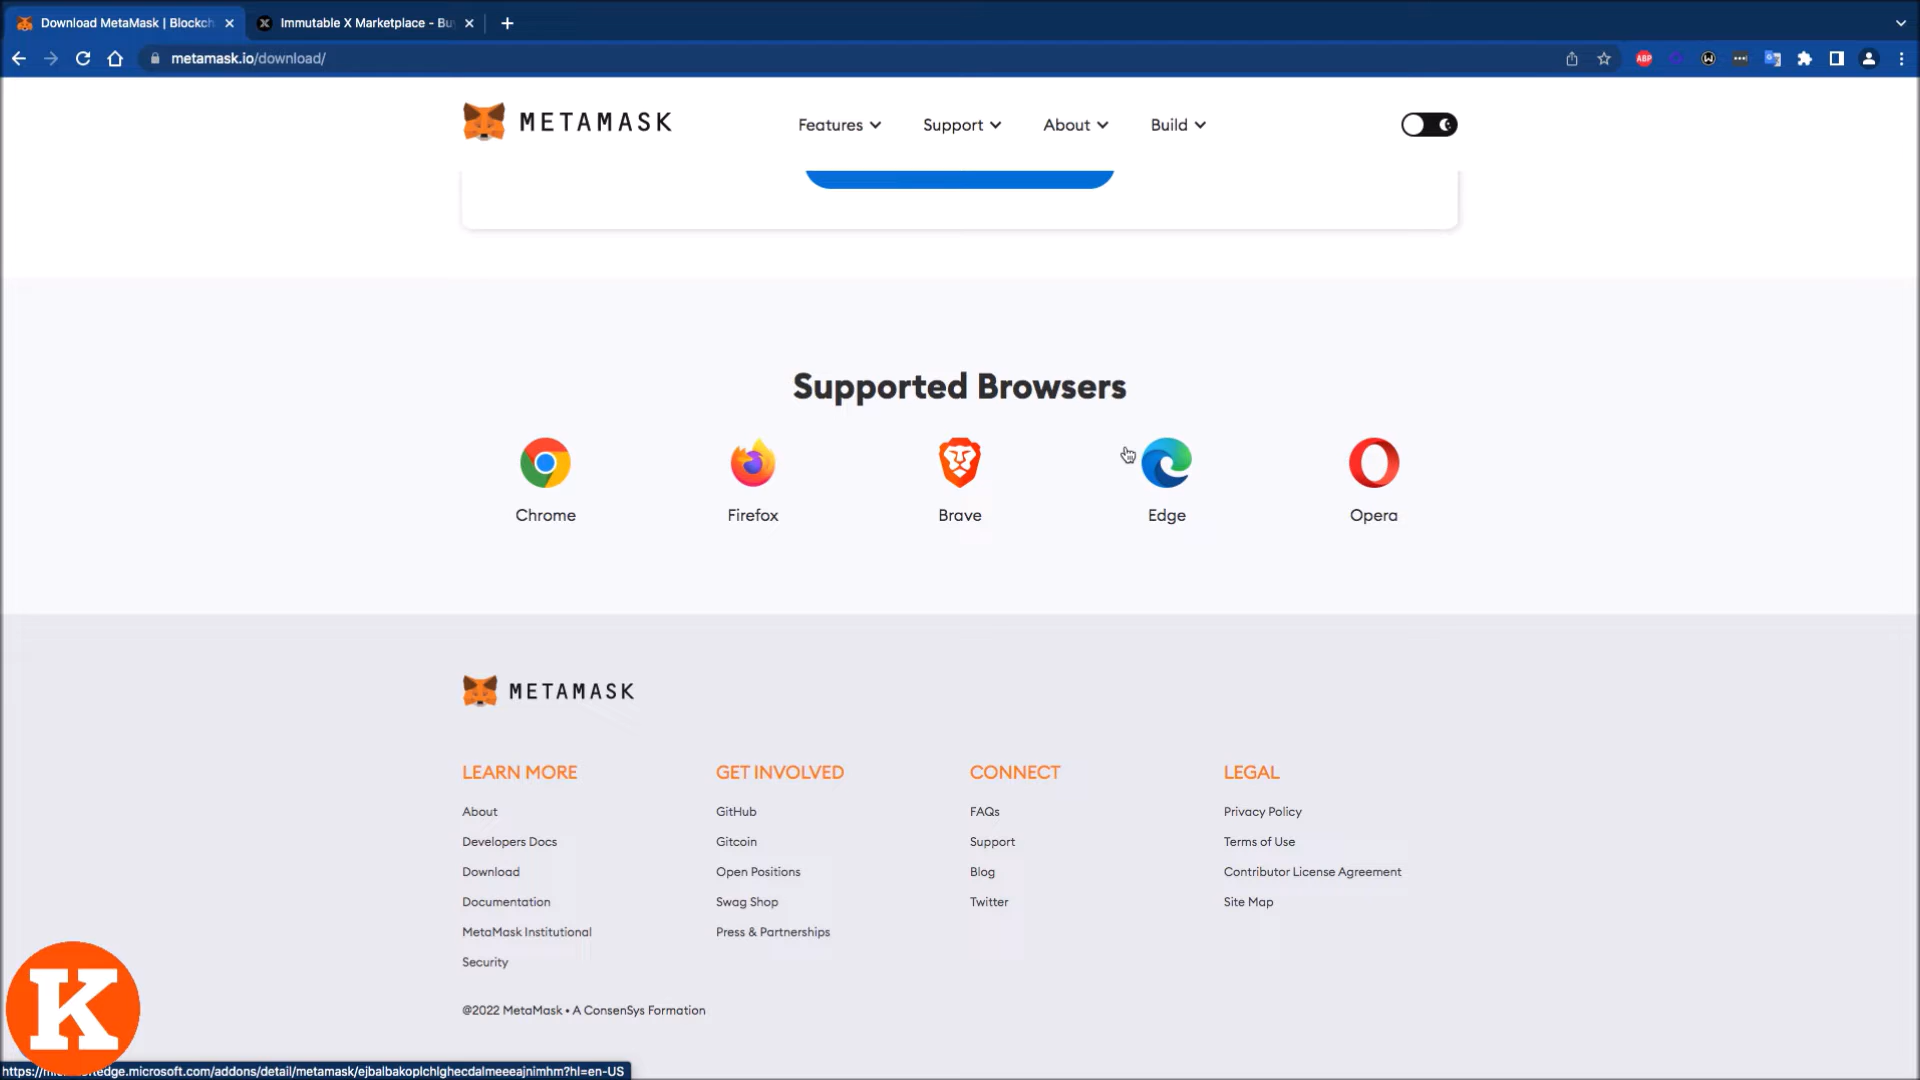 Download MetaMask | Blockch
Immutable X Marketplace - Bu
metamask.io/download/
ABP
METAMASK
Features
Support
About
Build
Supported Browsers
Chrome
Firefox
Brave
Edge
Opera
METAMASK
LEARN MORE
About
Developers Docs
Download
Documentation
MetaMask Institutional
Security
GET INVOLVED
GitHub
Gitcoin
Open Positions
Swag Shop
Press & Partnerships
CONNECT
FAQs
Support
Blog
Twitter
LEGAL
Privacy Policy
Terms of Use
Contributor License Agreement
Site Map
@2022 MetaMask • A ConsenSys Formation
K
edge.microsoft.com/addons/detail/metamask/ejbalbakoplchlghecdalmeeeajnimhm?hl=en-US